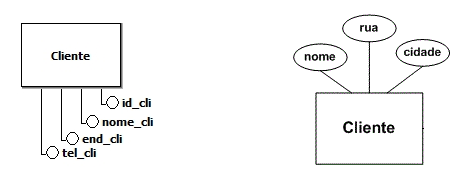 Cliente
id_cli
nome_cli
end_cli
tel_cli
rua
nome
cidade
Cliente